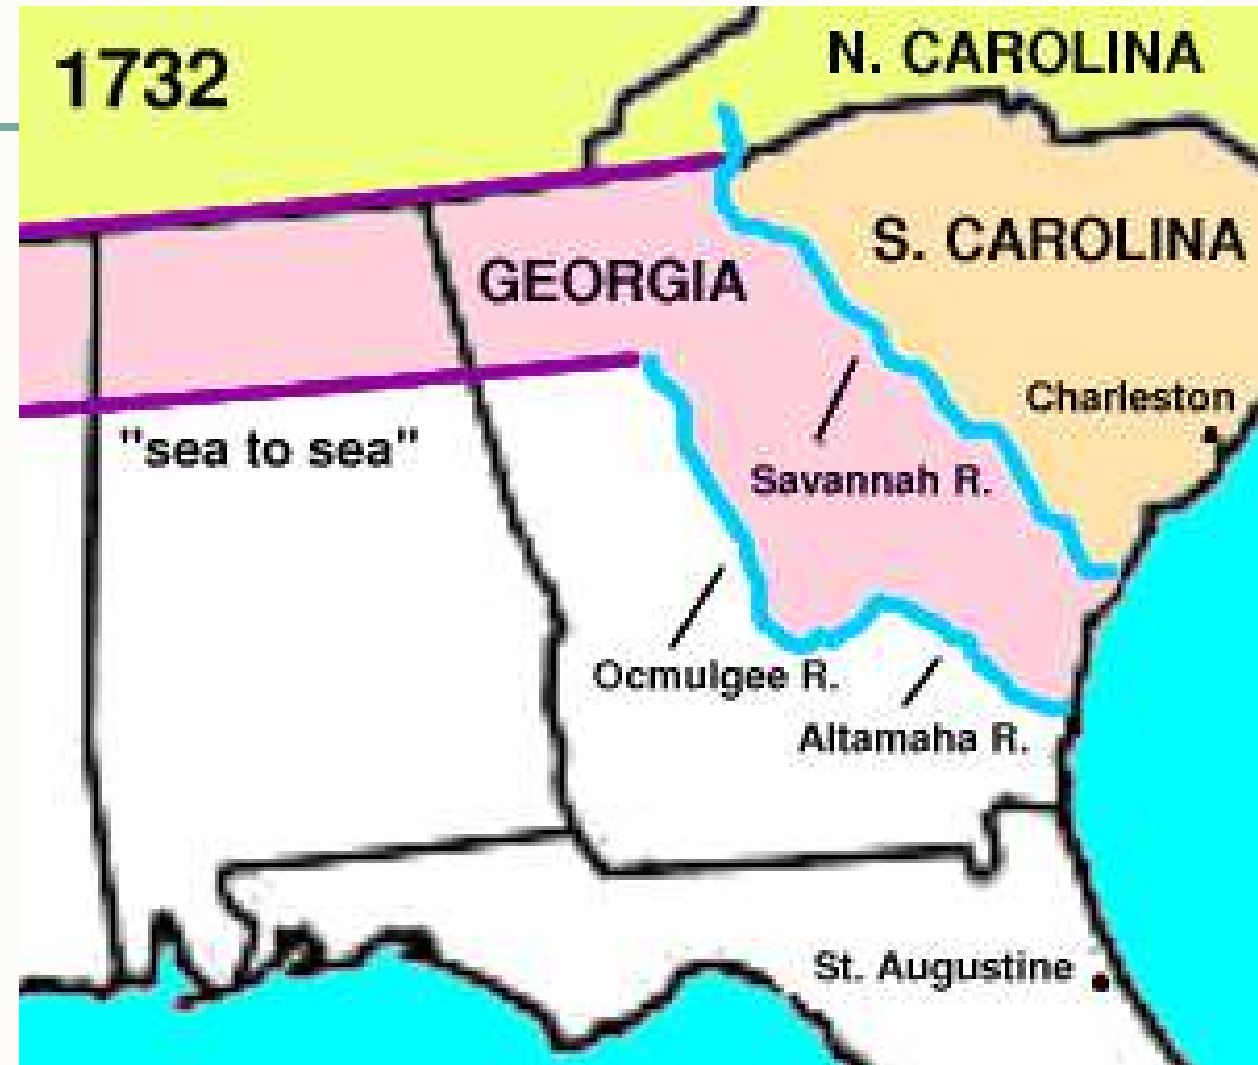 1732
N. CAROLINA
S. CAROLINA
GEORGIA
Charleston
"sea to sea"
Savannah R.
Ocmulgee R.
Altamaha R.
St. Augustine